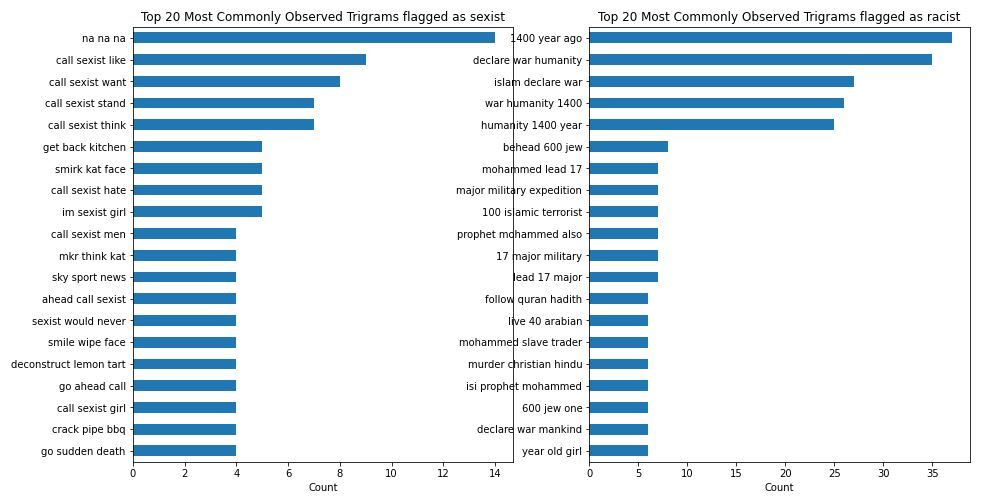 Top 20 Most Commonly Observed Trigrams flagged as sexist
na na na
call sexist like
call sexist want
call sexist stand
call sexist think
get back kitchen
smirk kat face
call sexist hate
im sexist girl
call sexist men
mkr think kat
sky sport news
ahead call sexist
sexist would never
smile wipe face
deconstruct lemon tart
go ahead call
call sexist girl
crack pipe bbq
go sudden death
0 2 4 6 8 10 12 14
Count
Top 20 Most Commonly Observed Trigrams flagged as racist
1400 year ago
declare war humanity
islam declare war
war humanity 1400
humanity 1400 year
behead 600 jew
mohammed lead 17
major military expedition
100 islamic terrorist
prophet mohammed also
17 major military
lead 17 major
follow quran hadith
live 40 arabian
mohammed slave trader
murder christian hindu
isi prophet mohammed
600 jew one
declare war mankind
year old girl
0 5 10 15 20 25 30 35
Count